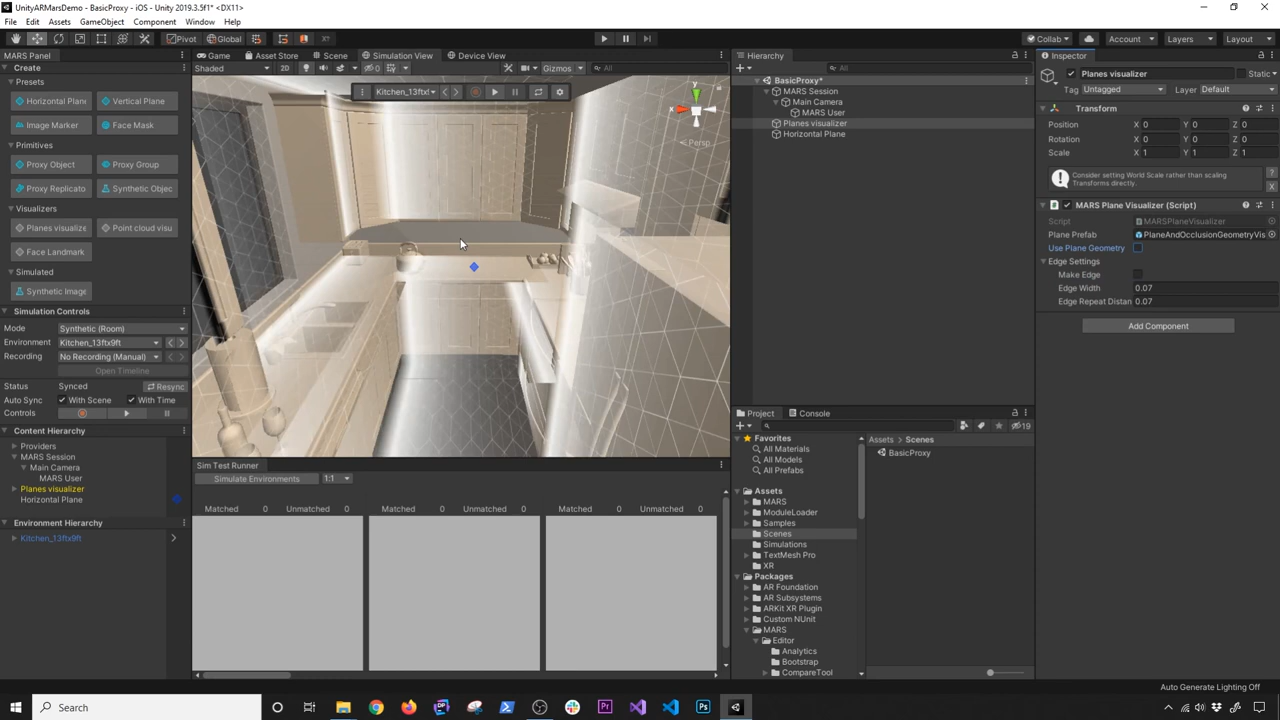 UnityARMarsDemo - BasicProxy - iOS - Unity 2019.3.5f1* <DX11>
File Edit Assets GameObject Component Window Help
Pivot Global Collab Account Layers Layout
MARS Panel
Create
Presets
Horizontal Plane Vertical Plane
Image Marker Face Mask
Primitives
Proxy Object Proxy Group
Proxy Replicato Synthetic Objec
Visualizers
Planes visualize Point cloud visu
Face Landmark
Simulated
Synthetic Image
Simulation Controls
Mode Synthetic (Room)
Environment Kitchen_13ftx9ft
Recording No Recording (Manual)
Open Timeline
Status Synced Resync
Auto Sync With Scene With Time
Controls
Content Hierarchy
Providers
MARS Session
Main Camera
MARS User
Planes visualizer
Horizontal Plane
Environment Hierarchy
Kitchen_13ftx9ft
Game Asset Store Scene Simulation View Device View
Shaded 2D 0 Gizmos All
Kitchen_13ftxl
y
x
z
Persp
Sim Test Runner
Simulate Environments 1:1
Matched 0 Unmatched 0 Matched 0 Unmatched 0 Matched 0 Unmatched 0
Hierarchy
All
BasicProxy*
MARS Session
Main Camera
MARS User
Planes visualizer
Horizontal Plane
Project Console
19
Favorites
All Materials
All Models
All Prefabs
Assets
MARS
ModuleLoader
Samples
Scenes
Simulations
TextMesh Pro
XR
Packages
AR Foundation
AR Subsystems
ARKit XR Plugin
Custom NUnit
MARS
Editor
Analytics
Bootstrap
CompareTool
Assets > Scenes
BasicProxy
Inspector
Planes visualizer Static
Tag Untagged Layer Default
Transform
Position X 0 Y 0 Z 0
Rotation X 0 Y 0 Z 0
Scale X 1 Y 1 Z 1
Consider setting World Scale rather than scaling
Transforms directly.
? X
MARS Plane Visualizer (Script)
Script MARSPlaneVisualizer
Plane Prefab PlaneAndOcclusionGeometryVis
Use Plane Geometry
Edge Settings
Make Edge
Edge Width 0.07
Edge Repeat Distan 0.07
Add Component
Auto Generate Lighting Off
Search
12:00 PM